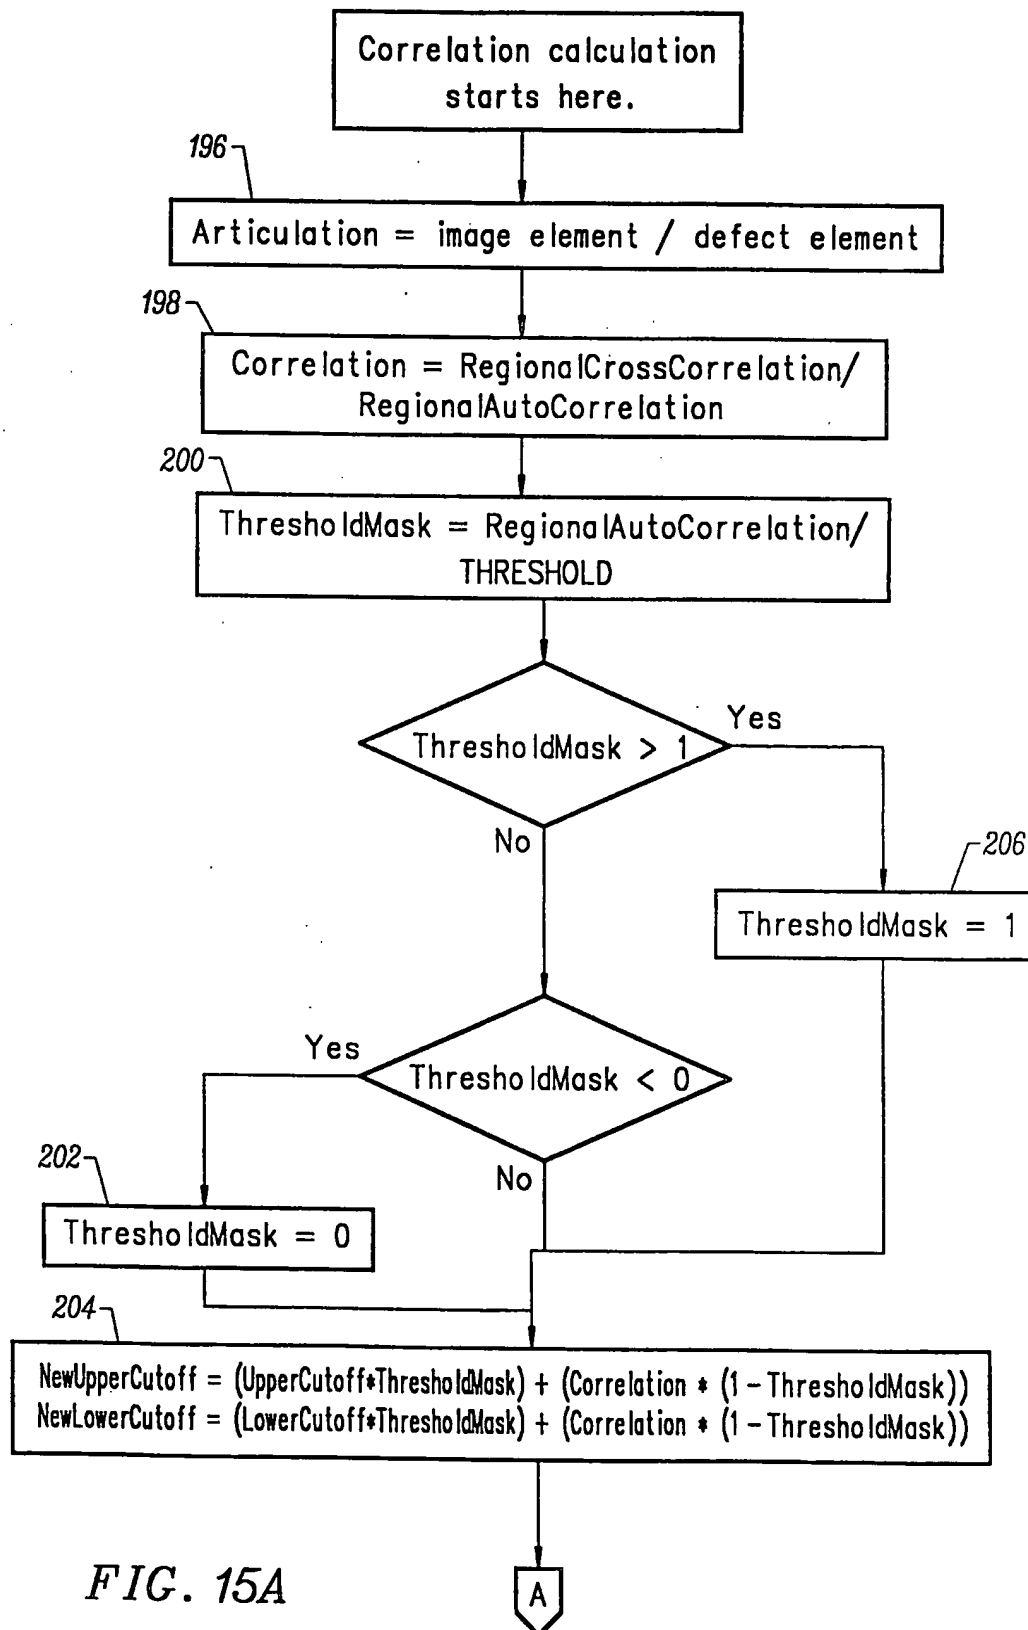 Correlation calculation
starts here.
196
Articulation = image element / defect element
198
Correlation = RegionalCrossCorrelation/
RegionalAutoCorrelation
200
ThresholdMask = RegionalAutoCorrelation/
THRESHOLD
ThresholdMask > 1
Yes
No
206
ThresholdMask = 1
Yes
ThresholdMask < 0
No
202
ThresholdMask = 0
204
NewUpperCutoff = (UpperCutoff*ThresholdMask) + (Correlation * (1-ThresholdMask))
NewLowerCutoff = (LowerCutoff*ThresholdMask) + (Correlation * (1-ThresholdMask))
A
FIG. 15A